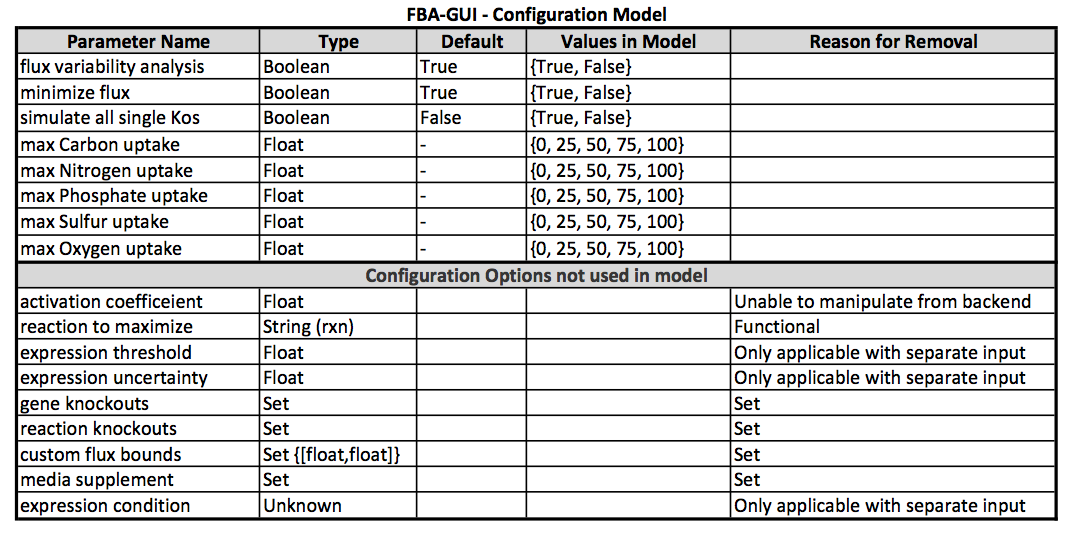 FBA-GUI - Configuration Model
Parameter Name Type Default Values in Model Reason for Removal
flux variability analysis Boolean True {True, False}
minimize flux Boolean True {True, False}
simulate all single Kos Boolean False {True, False}
max Carbon uptake Float - {0, 25, 50, 75, 100}
max Nitrogen uptake Float - {0, 25, 50, 75, 100}
max Phosphate uptake Float - {0, 25, 50, 75, 100}
max Sulfur uptake Float - {0, 25, 50, 75, 100}
max Oxygen uptake Float - {0, 25, 50, 75, 100}
Configuration Options not used in model
activation coefficeient Float Unable to manipulate from backend
reaction to maximize String (rxn) Functional
expression threshold Float Only applicable with separate input
expression uncertainty Float Only applicable with separate input
gene knockouts Set Set
reaction knockouts Set Set
custom flux bounds Set {[float,float]} Set
media supplement Set Set
expression condition Unknown Only applicable with separate input